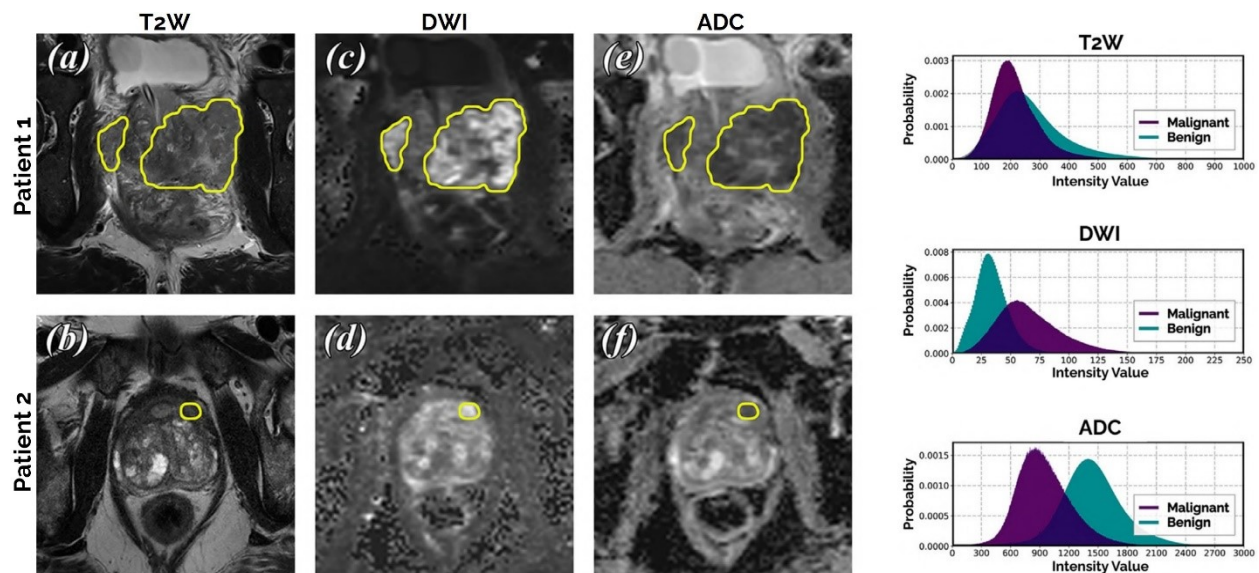 T2W DWI ADC
Patient 1
(a) (c) (e)
Patient 2
(b) (d) (f)
T2W
Probability
0.003
0.002
0.001
0.000
Malignant
Benign
0 100 200 300 400 500 600 700 800 900 1000
Intensity Value
DWI
Probability
0.008
0.006
0.004
0.002
0.000
Malignant
Benign
0 25 50 75 100 125 150 175 200 25 250
Intensity Value
ADC
Probability
0.0015
0.0010
0.0005
0.0000
Malignant
Benign
0 300 600 900 1200 1500 1800 2100 2400 2700 3000
Intensity Value